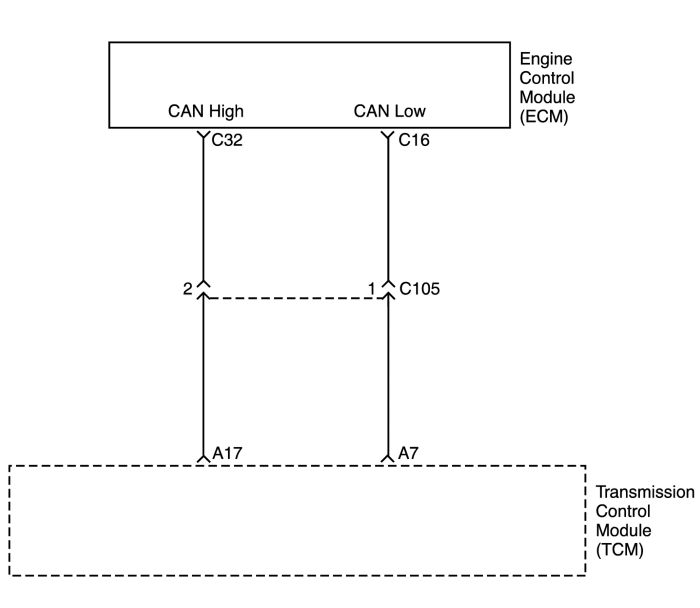 Engine
Control
Module
(ECM)
CAN High
CAN Low
C32
C16
2
1
C105
A17
A7
Transmission
Control
Module
(TCM)